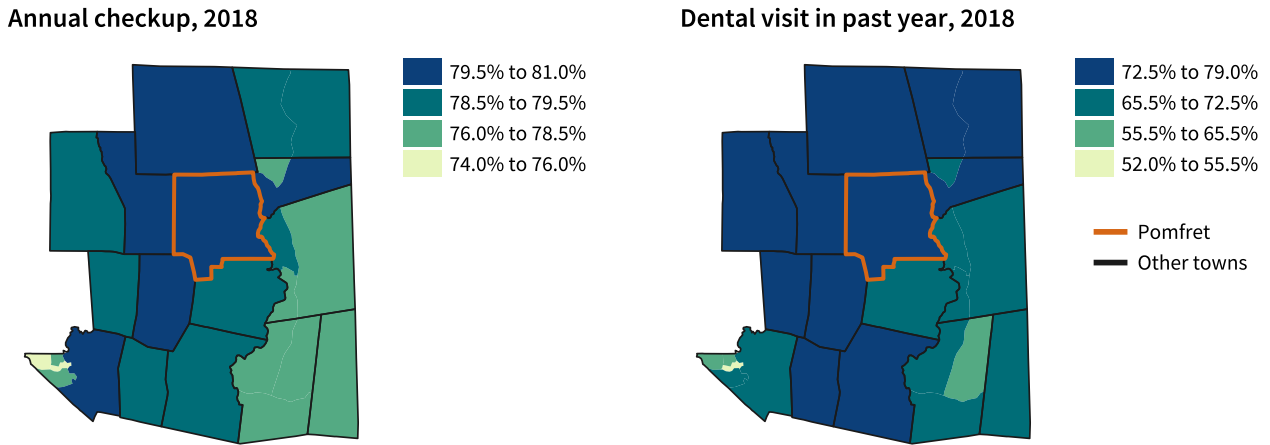 Annual checkup, 2018
79.5% to 81.0%
78.5% to 79.5%
76.0% to 78.5%
74.0% to 76.0%
Dental visit in past year, 2018
72.5% to 79.0%
65.5% to 72.5%
55.5% to 65.5%
52.0% to 55.5%
Pomfret
Other towns